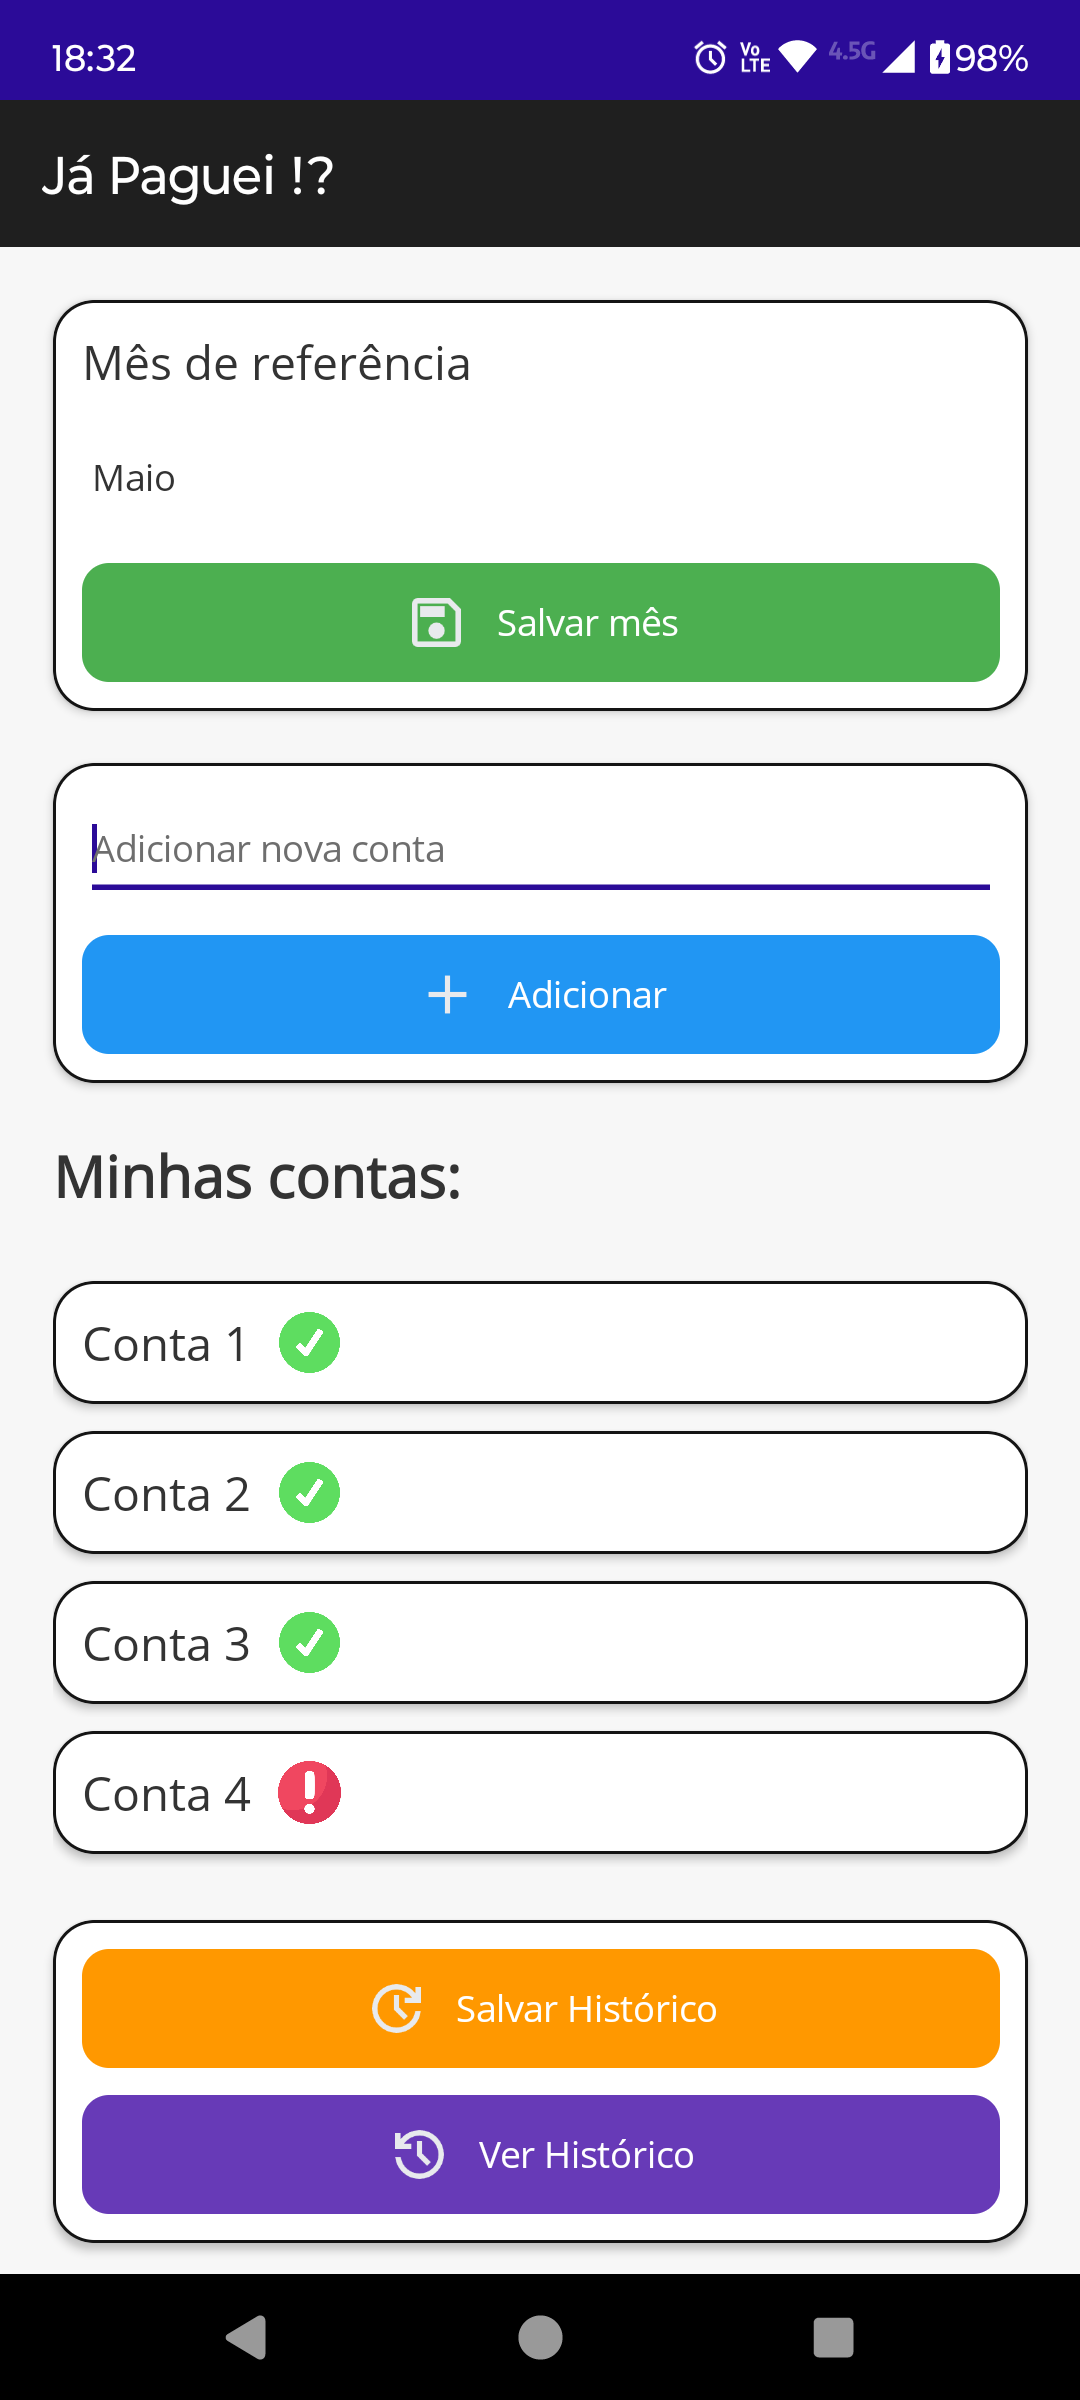 18:32
Vo LTE 4.5G 98%
Já Paguei !?
Mês de referência
Maio
Salvar mês
Adicionar nova conta
Adicionar
Minhas contas:
Conta 1
Conta 2
Conta 3
Conta 4
Salvar Histórico
Ver Histórico